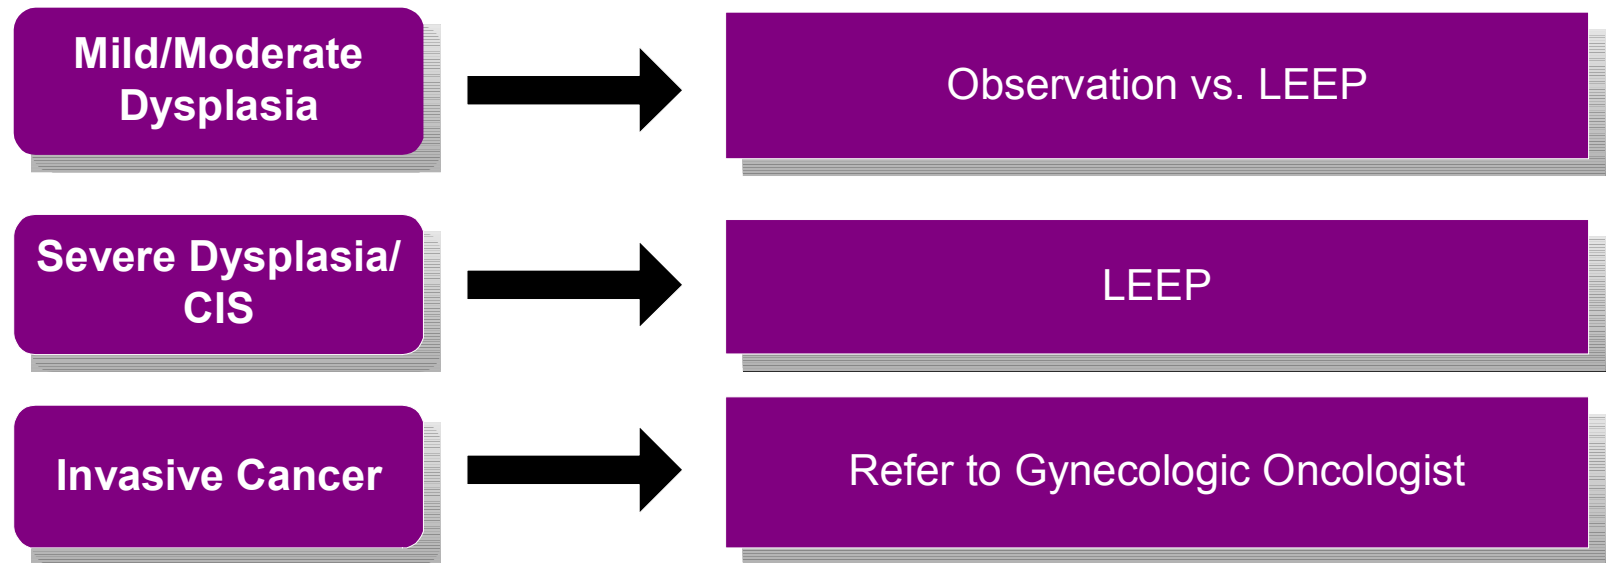 Mild/Moderate
Dysplasia
Observation vs. LEEP
Severe Dysplasia/
CIS
LEEP
Invasive Cancer
Refer to Gynecologic Oncologist